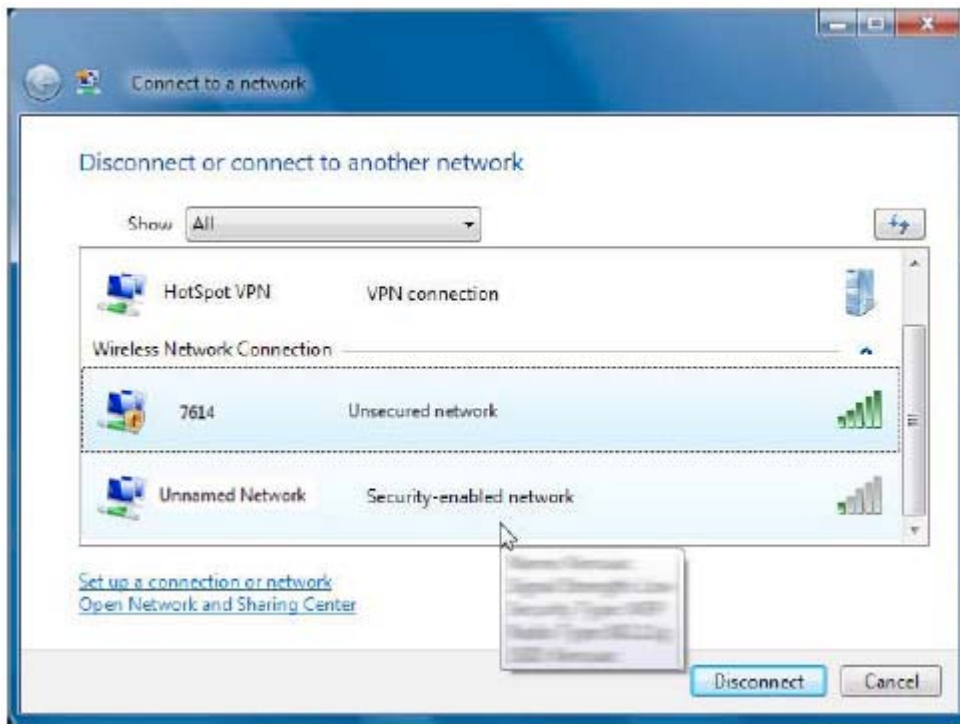 Connect to a network
Disconnect or connect to another network
Show All
HotSpot VPN VPN connection
Wireless Network Connection
7614 Unsecured network
Unnamed Network Security-enabled network
Set up a connection or network
Open Network and Sharing Center
Disconnect Cancel